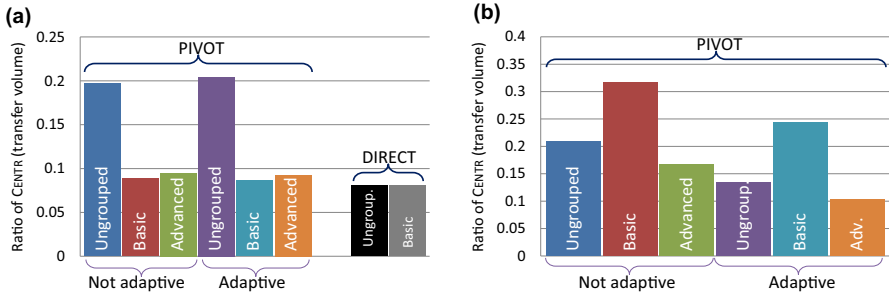 (a)
Ratio of CENTR (transfer volume)
0.25
0.2
0.15
0.1
0.05
0
PIVOT
DIRECT
Ungrouped
Basic
Advanced
Ungrouped
Basic
Advanced
Ungroup.
Basic
Not adaptive
Adaptive
(b)
Ratio of CENTR (transfer volume)
0.4
0.35
0.3
0.25
0.2
0.15
0.1
0.05
0
PIVOT
Ungrouped
Basic
Advanced
Ungroup.
Basic
Adv.
Not adaptive
Adaptive